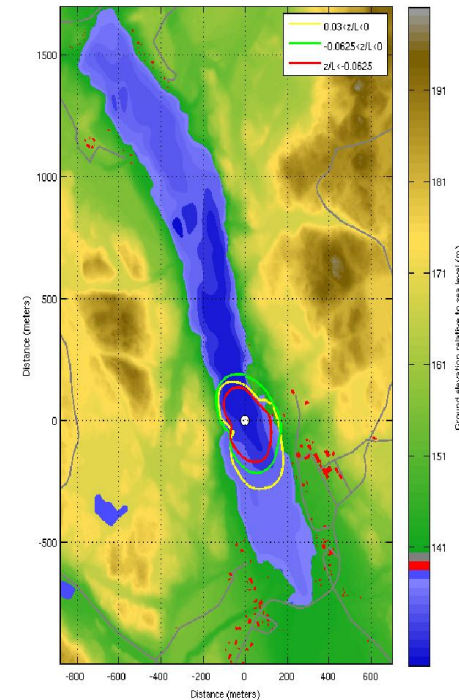 0.03<z/L<0
-0.0625<z/L<0
z/L<-0.0625
1500
1000
500
0
-500
Distance (meters)
-800 -600 -400 -200 0 200 400 600
Distance (meters)
191
181
171
161
151
141
Ground elevation relative to sea level (m)